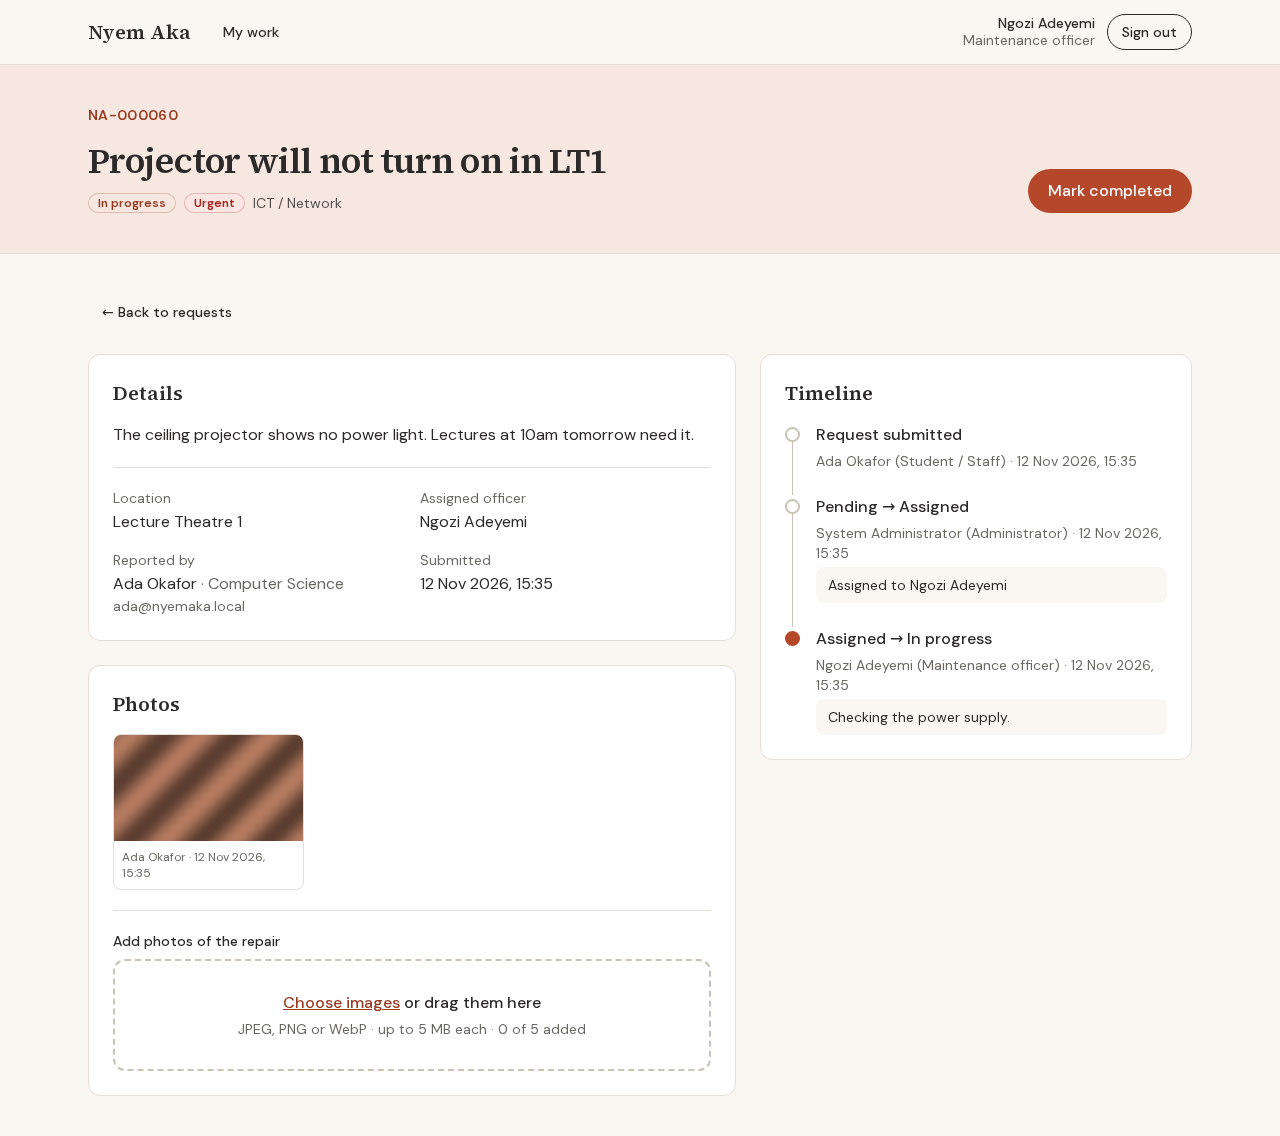 Nyem Aka
My work
Ngozi Adeyemi
Maintenance officer
Sign out
NA-000060
Projector will not turn on in LT1
In progress
Urgent
ICT / Network
Mark completed
← Back to requests
Details
The ceiling projector shows no power light. Lectures at 10am tomorrow need it.
Location
Lecture Theatre 1
Assigned officer
Ngozi Adeyemi
Reported by
Ada Okafor · Computer Science
ada@nyemaka.local
Submitted
12 Nov 2026, 15:35
Photos
Ada Okafor · 12 Nov 2026,
15:35
Add photos of the repair
Choose images or drag them here
JPEG, PNG or WebP · up to 5 MB each · 0 of 5 added
Timeline
Request submitted
Ada Okafor (Student / Staff) · 12 Nov 2026, 15:35
Pending → Assigned
System Administrator (Administrator) · 12 Nov 2026,
15:35
Assigned to Ngozi Adeyemi
Assigned → In progress
Ngozi Adeyemi (Maintenance officer) · 12 Nov 2026,
15:35
Checking the power supply.